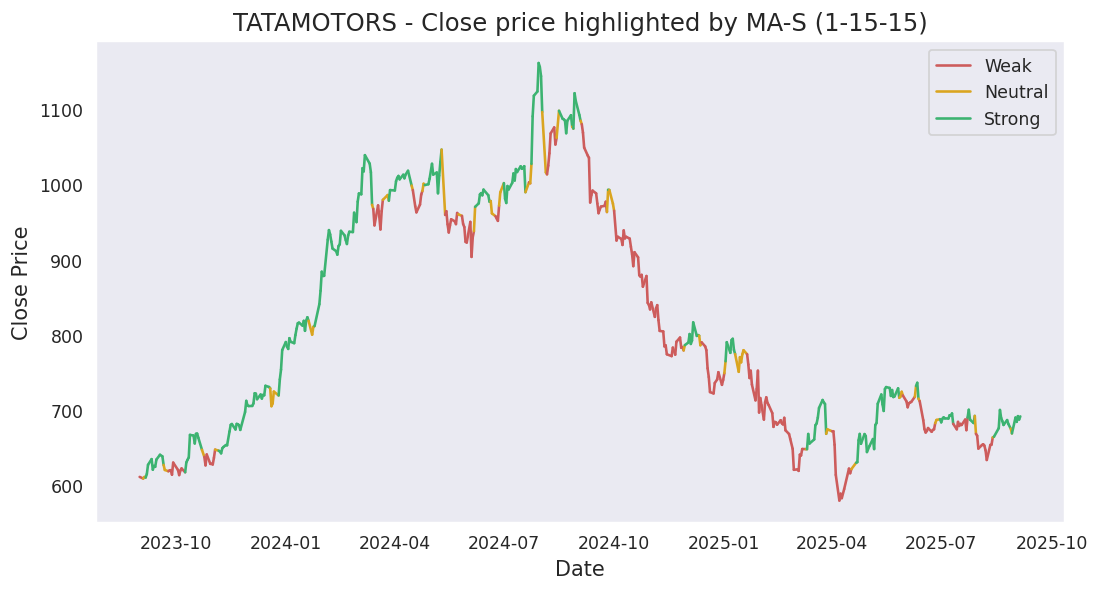 TATAMOTORS - Close price highlighted by MA-S (1-15-15)
Weak
Neutral
Strong
Close Price
1100
1000
900
800
700
600
2023-10 2024-01 2024-04 2024-07 2024-10 2025-01 2025-04 2025-07 2025-10
Date